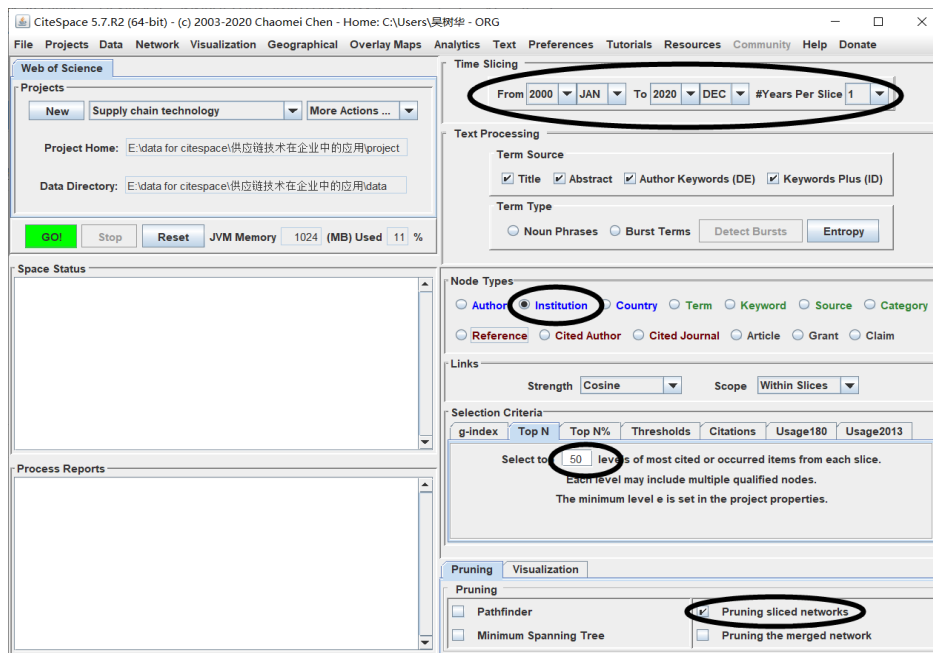 CiteSpace 5.7.R2 (64-bit) - (c) 2003-2020 Chaomei Chen - Home: C:\Users\吴树华 - ORG
File Projects Data Network Visualization Geographical Overlay Maps Analytics Text Preferences Tutorials Resources Community Help Donate
Web of Science
Projects
New Supply chain technology More Actions ...
Project Home: E:\data for citespace\供应链技术在企业中的应用\project
Data Directory: E:\data for citespace\供应链技术在企业中的应用\data
GO! Stop Reset JVM Memory 1024 (MB) Used 11 %
Space Status
Process Reports
Time Slicing
From 2000 JAN To 2020 DEC #Years Per Slice 1
Text Processing
Term Source
Title Abstract Author Keywords (DE) Keywords Plus (ID)
Term Type
Noun Phrases Burst Terms Detect Bursts Entropy
Node Types
Author Institution Country Term Keyword Source Category
Reference Cited Author Cited Journal Article Grant Claim
Links
Strength Cosine Scope Within Slices
Selection Criteria
g-index Top N Top N% Thresholds Citations Usage180 Usage2013
Select to 50 levels of most cited or occurred items from each slice.
Each level may include multiple qualified nodes.
The minimum level e is set in the project properties.
Pruning Visualization
Pruning
Pathfinder Pruning sliced networks
Minimum Spanning Tree Pruning the merged network